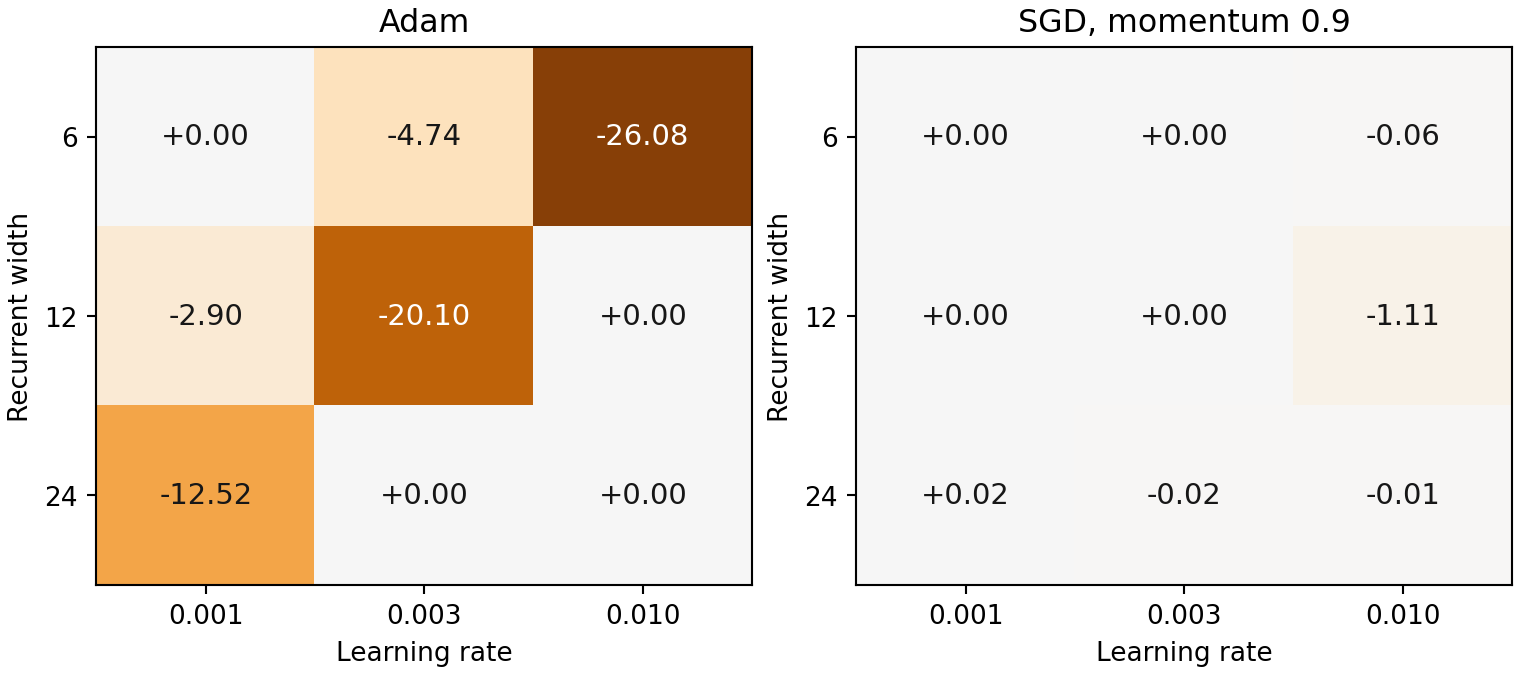 Adam
Recurrent width
6
12
24
+0.00 -4.74 -26.08
-2.90 -20.10 +0.00
-12.52 +0.00 +0.00
0.001 0.003 0.010
Learning rate
SGD, momentum 0.9
Recurrent width
6
12
24
+0.00 +0.00 -0.06
+0.00 +0.00 -1.11
+0.02 -0.02 -0.01
0.001 0.003 0.010
Learning rate